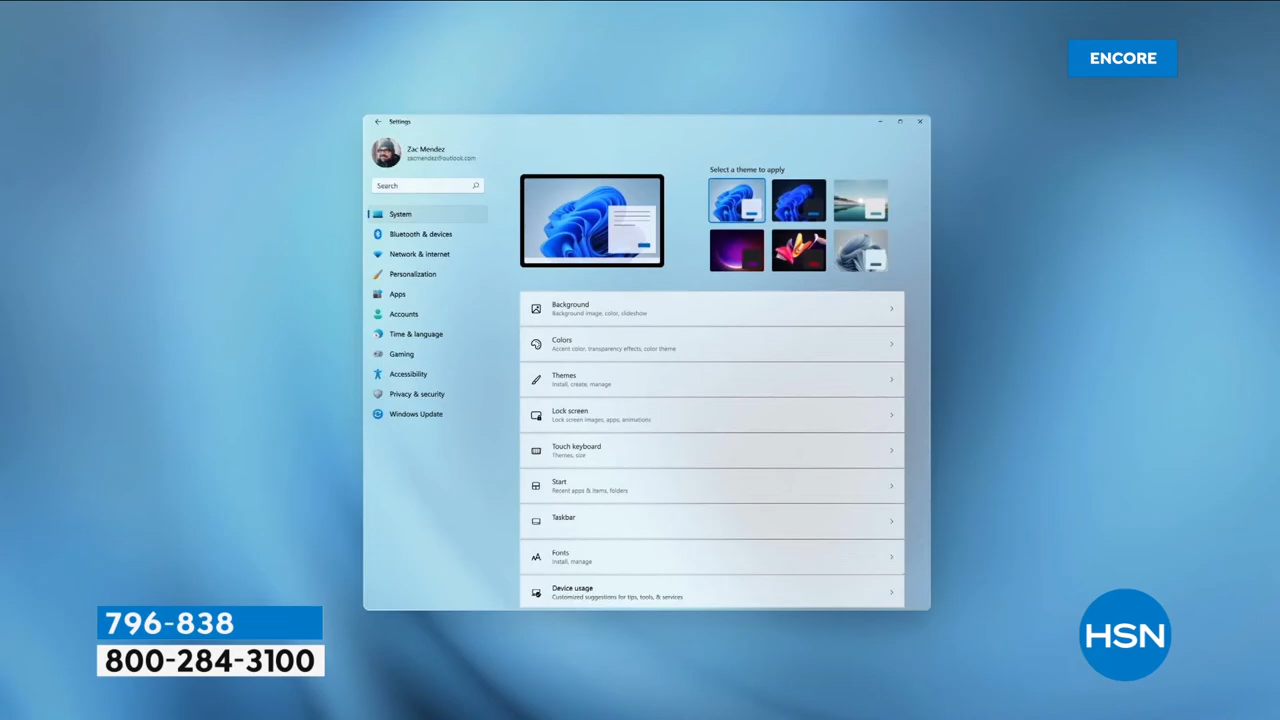 ENCORE
Settings
Zac Mendez
zacmendez@outlook.com
Search
System
Bluetooth & devices
Network & internet
Personalization
Apps
Accounts
Time & language
Gaming
Accessibility
Privacy & security
Windows Update
Select a theme to apply
Background
Background image, color, slideshow
Colors
Accent color, transparency effects, color theme
Themes
Install, create, manage
Lock screen
Lock screen images, apps, animations
Touch keyboard
Themes, size
Start
Recent apps & items, folders
Taskbar
Fonts
Install, manage
Device usage
Customized suggestions for tips, tools, & services
796-838
800-284-3100
HSN